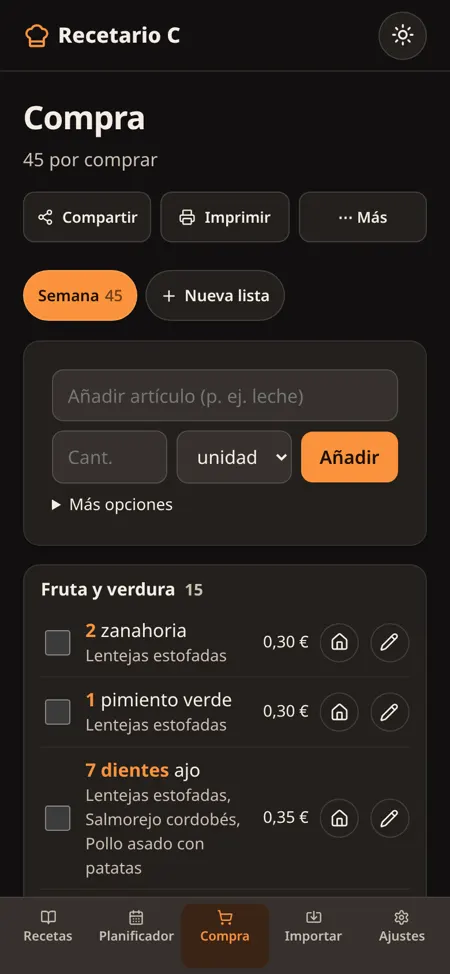 Recetario C
Compra
45 por comprar
Compartir
Imprimir
··· Más
Semana 45
+ Nueva lista
Añadir artículo (p. ej. leche)
Cant.
unidad
Añadir
Más opciones
Fruta y verdura 15
2 zanahoria
Lentejas estofadas
0,30 €
1 pimiento verde
Lentejas estofadas
0,30 €
7 dientes ajo
Lentejas estofadas,
Salmorejo cordobés,
Pollo asado con
patatas
0,35 €
Recetas
Planificador
Compra
Importar
Ajustes